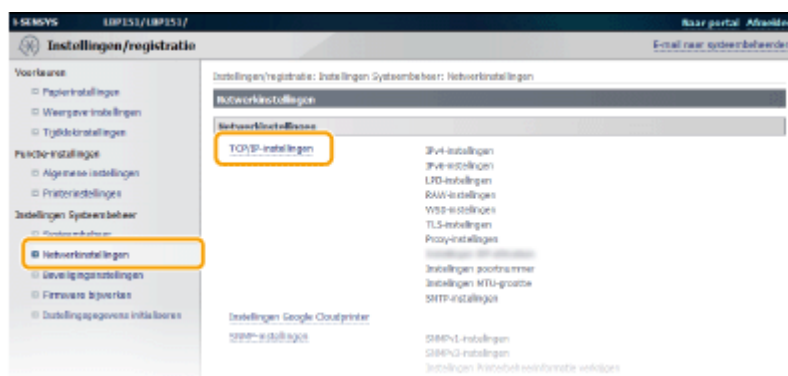 i-SENSYS LBP151/LBP151/ Naar portal Afmelden
Instellingen/registratie E-mail naar systeembeheerder
Voorkeuren
Papierinstellingen
Weergave-instellingen
Tijdklokinstellingen
Functie-instellingen
Algemene instellingen
Printerinstellingen
Instellingen Systeembeheer
Systeembeheer
Netwerkinstellingen
Beveiligingsinstellingen
Firmware bijwerken
Instellingsgegevens initialiseren
Instellingen/registratie: Instellingen Systeembeheer: Netwerkinstellingen
Netwerkinstellingen
Netwerkinstellingen
TCP/IP-instellingen
IPv4-instellingen
IPv6-instellingen
LPD-instellingen
RAW-instellingen
WSD-instellingen
TLS-instellingen
Proxy-instellingen
Instellingen poortnummer
Instellingen MTU-grootte
SNTP-instellingen
Instellingen Google Cloudprinter
SNMP-instellingen
SNMPv1-instellingen
SNMPv3-instellingen
Instellingen Printerbeheerinformatie verkrijgen